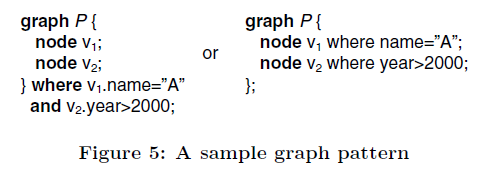 graph P {
node v₁;
node v₂;
} where v₁.name=”A”
and v₂.year>2000;
or
graph P {
node v₁ where name=”A”;
node v₂ where year>2000;
};
Figure 5: A sample graph pattern